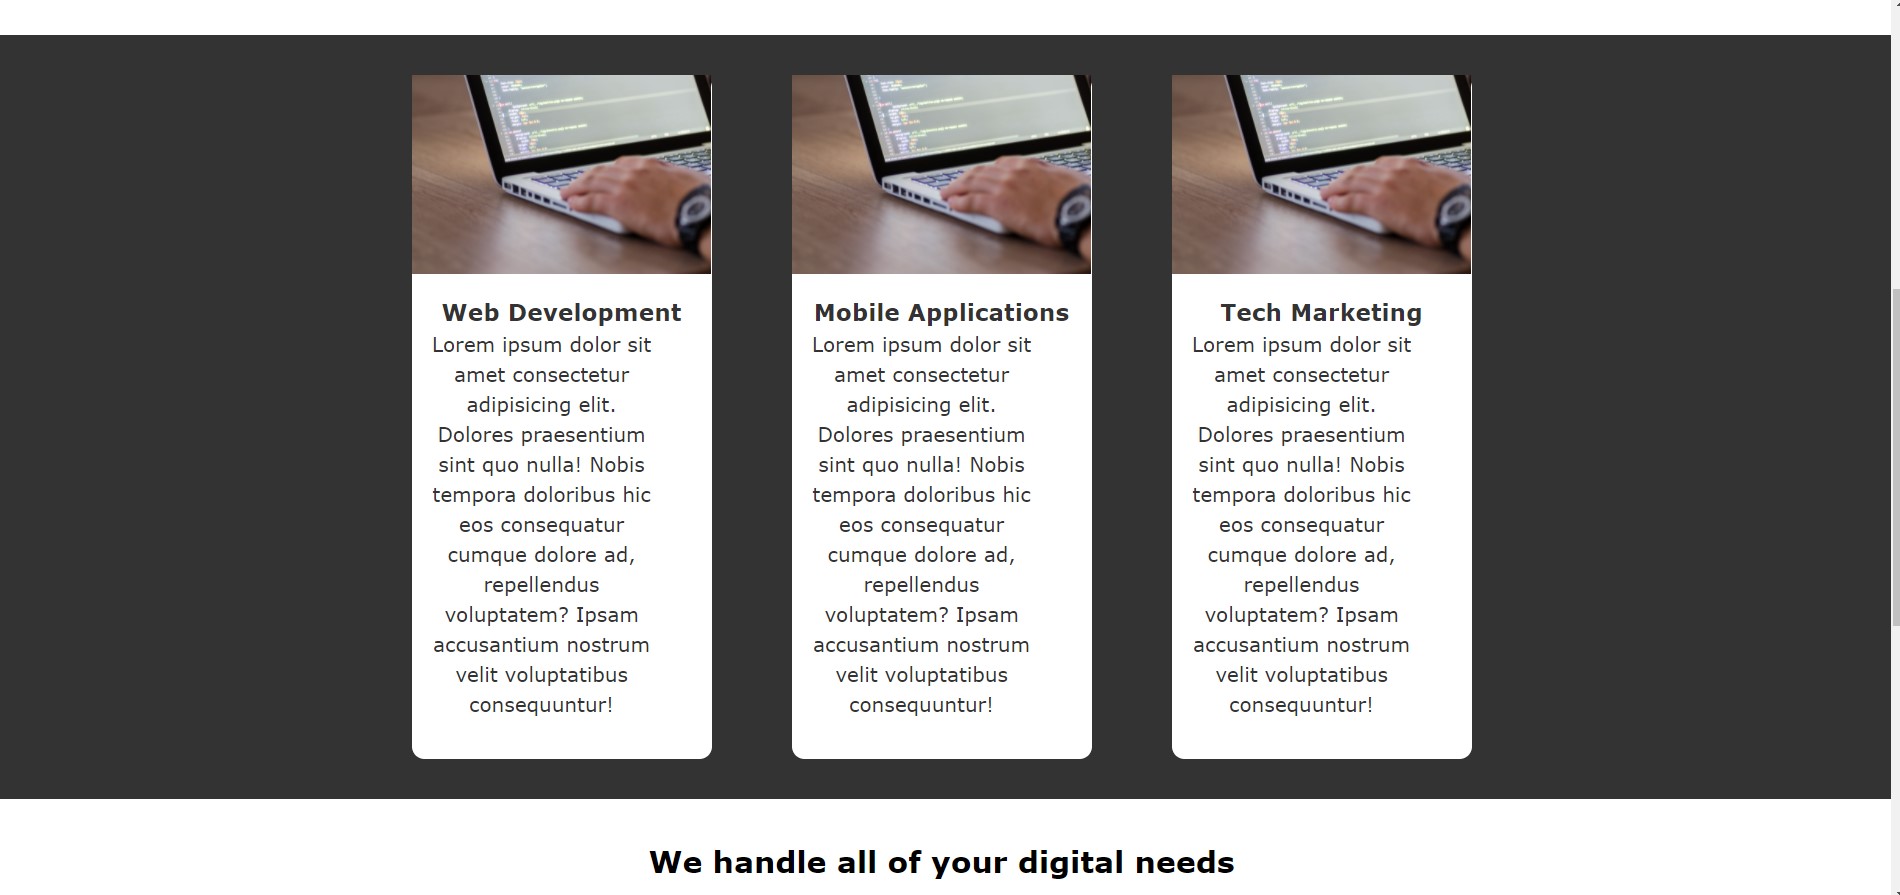 Web Development
Lorem ipsum dolor sit
amet consectetur
adipisicing elit.
Dolores praesentium
sint quo nulla! Nobis
tempora doloribus hic
eos consequatur
cumque dolore ad,
repellendus
voluptatem? Ipsam
accusantium nostrum
velit voluptatibus
consequuntur!
Mobile Applications
Lorem ipsum dolor sit
amet consectetur
adipisicing elit.
Dolores praesentium
sint quo nulla! Nobis
tempora doloribus hic
eos consequatur
cumque dolore ad,
repellendus
voluptatem? Ipsam
accusantium nostrum
velit voluptatibus
consequuntur!
Tech Marketing
Lorem ipsum dolor sit
amet consectetur
adipisicing elit.
Dolores praesentium
sint quo nulla! Nobis
tempora doloribus hic
eos consequatur
cumque dolore ad,
repellendus
voluptatem? Ipsam
accusantium nostrum
velit voluptatibus
consequuntur!
We handle all of your digital needs